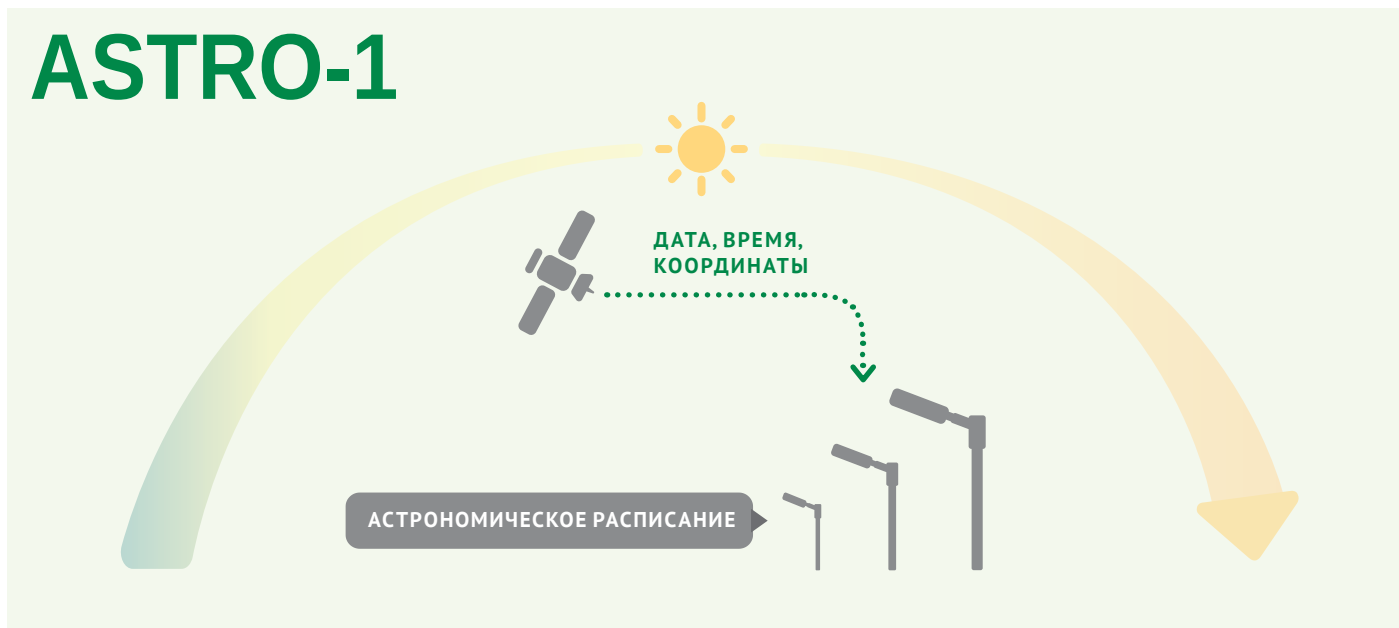 ASTRO-1
ДАТА, ВРЕМЯ,
КООРДИНАТЫ
АСТРОНОМИЧЕСКОЕ РАСПИСАНИЕ